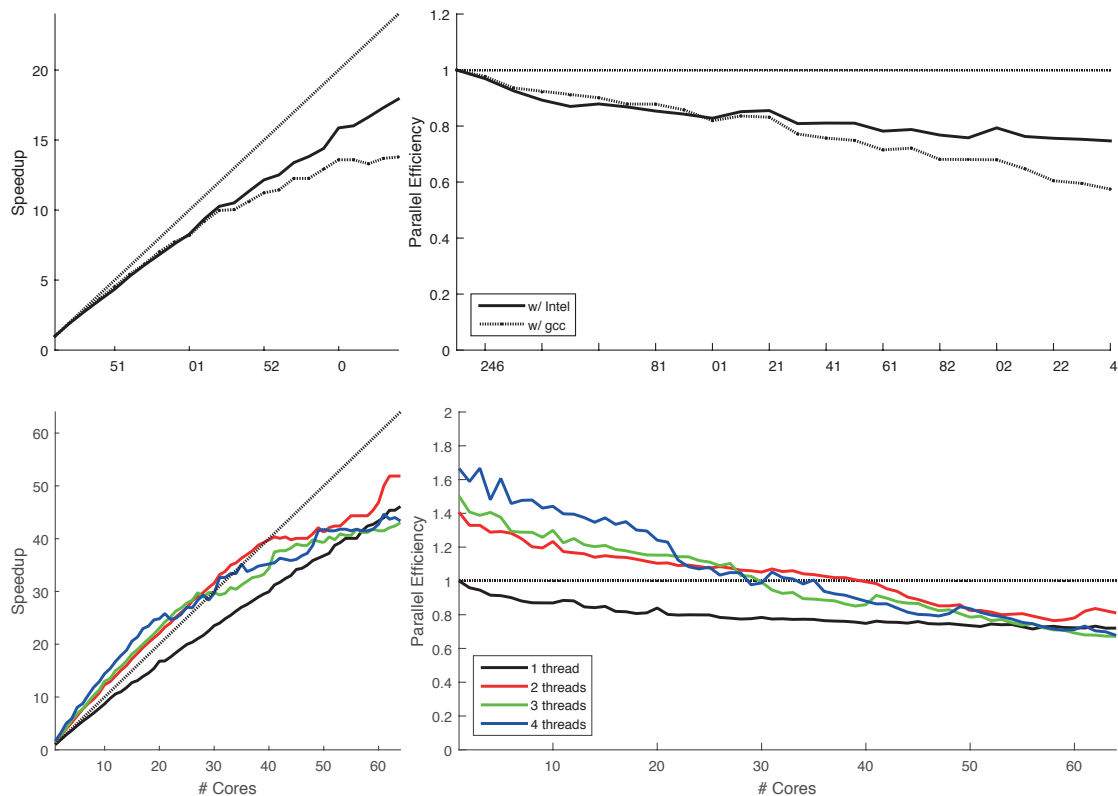 20
15
10
5
0
Speedup
51 01 52 0
1
0.8
0.6
0.4
1.2
0
Parallel Efficiency
w/ Intel
w/ gcc
246 81 01 21 41 61 82 02 22 4
60
50
40
30
20
10
0
Speedup
10 20 30 40 50 60
# Cores
2
1.8
1.6
1.4
1.2
1
0.8
0.6
0.4
0.2
0
Parallel Efficiency
1 thread
2 threads
3 threads
4 threads
10 20 30 40 50 60
# Cores